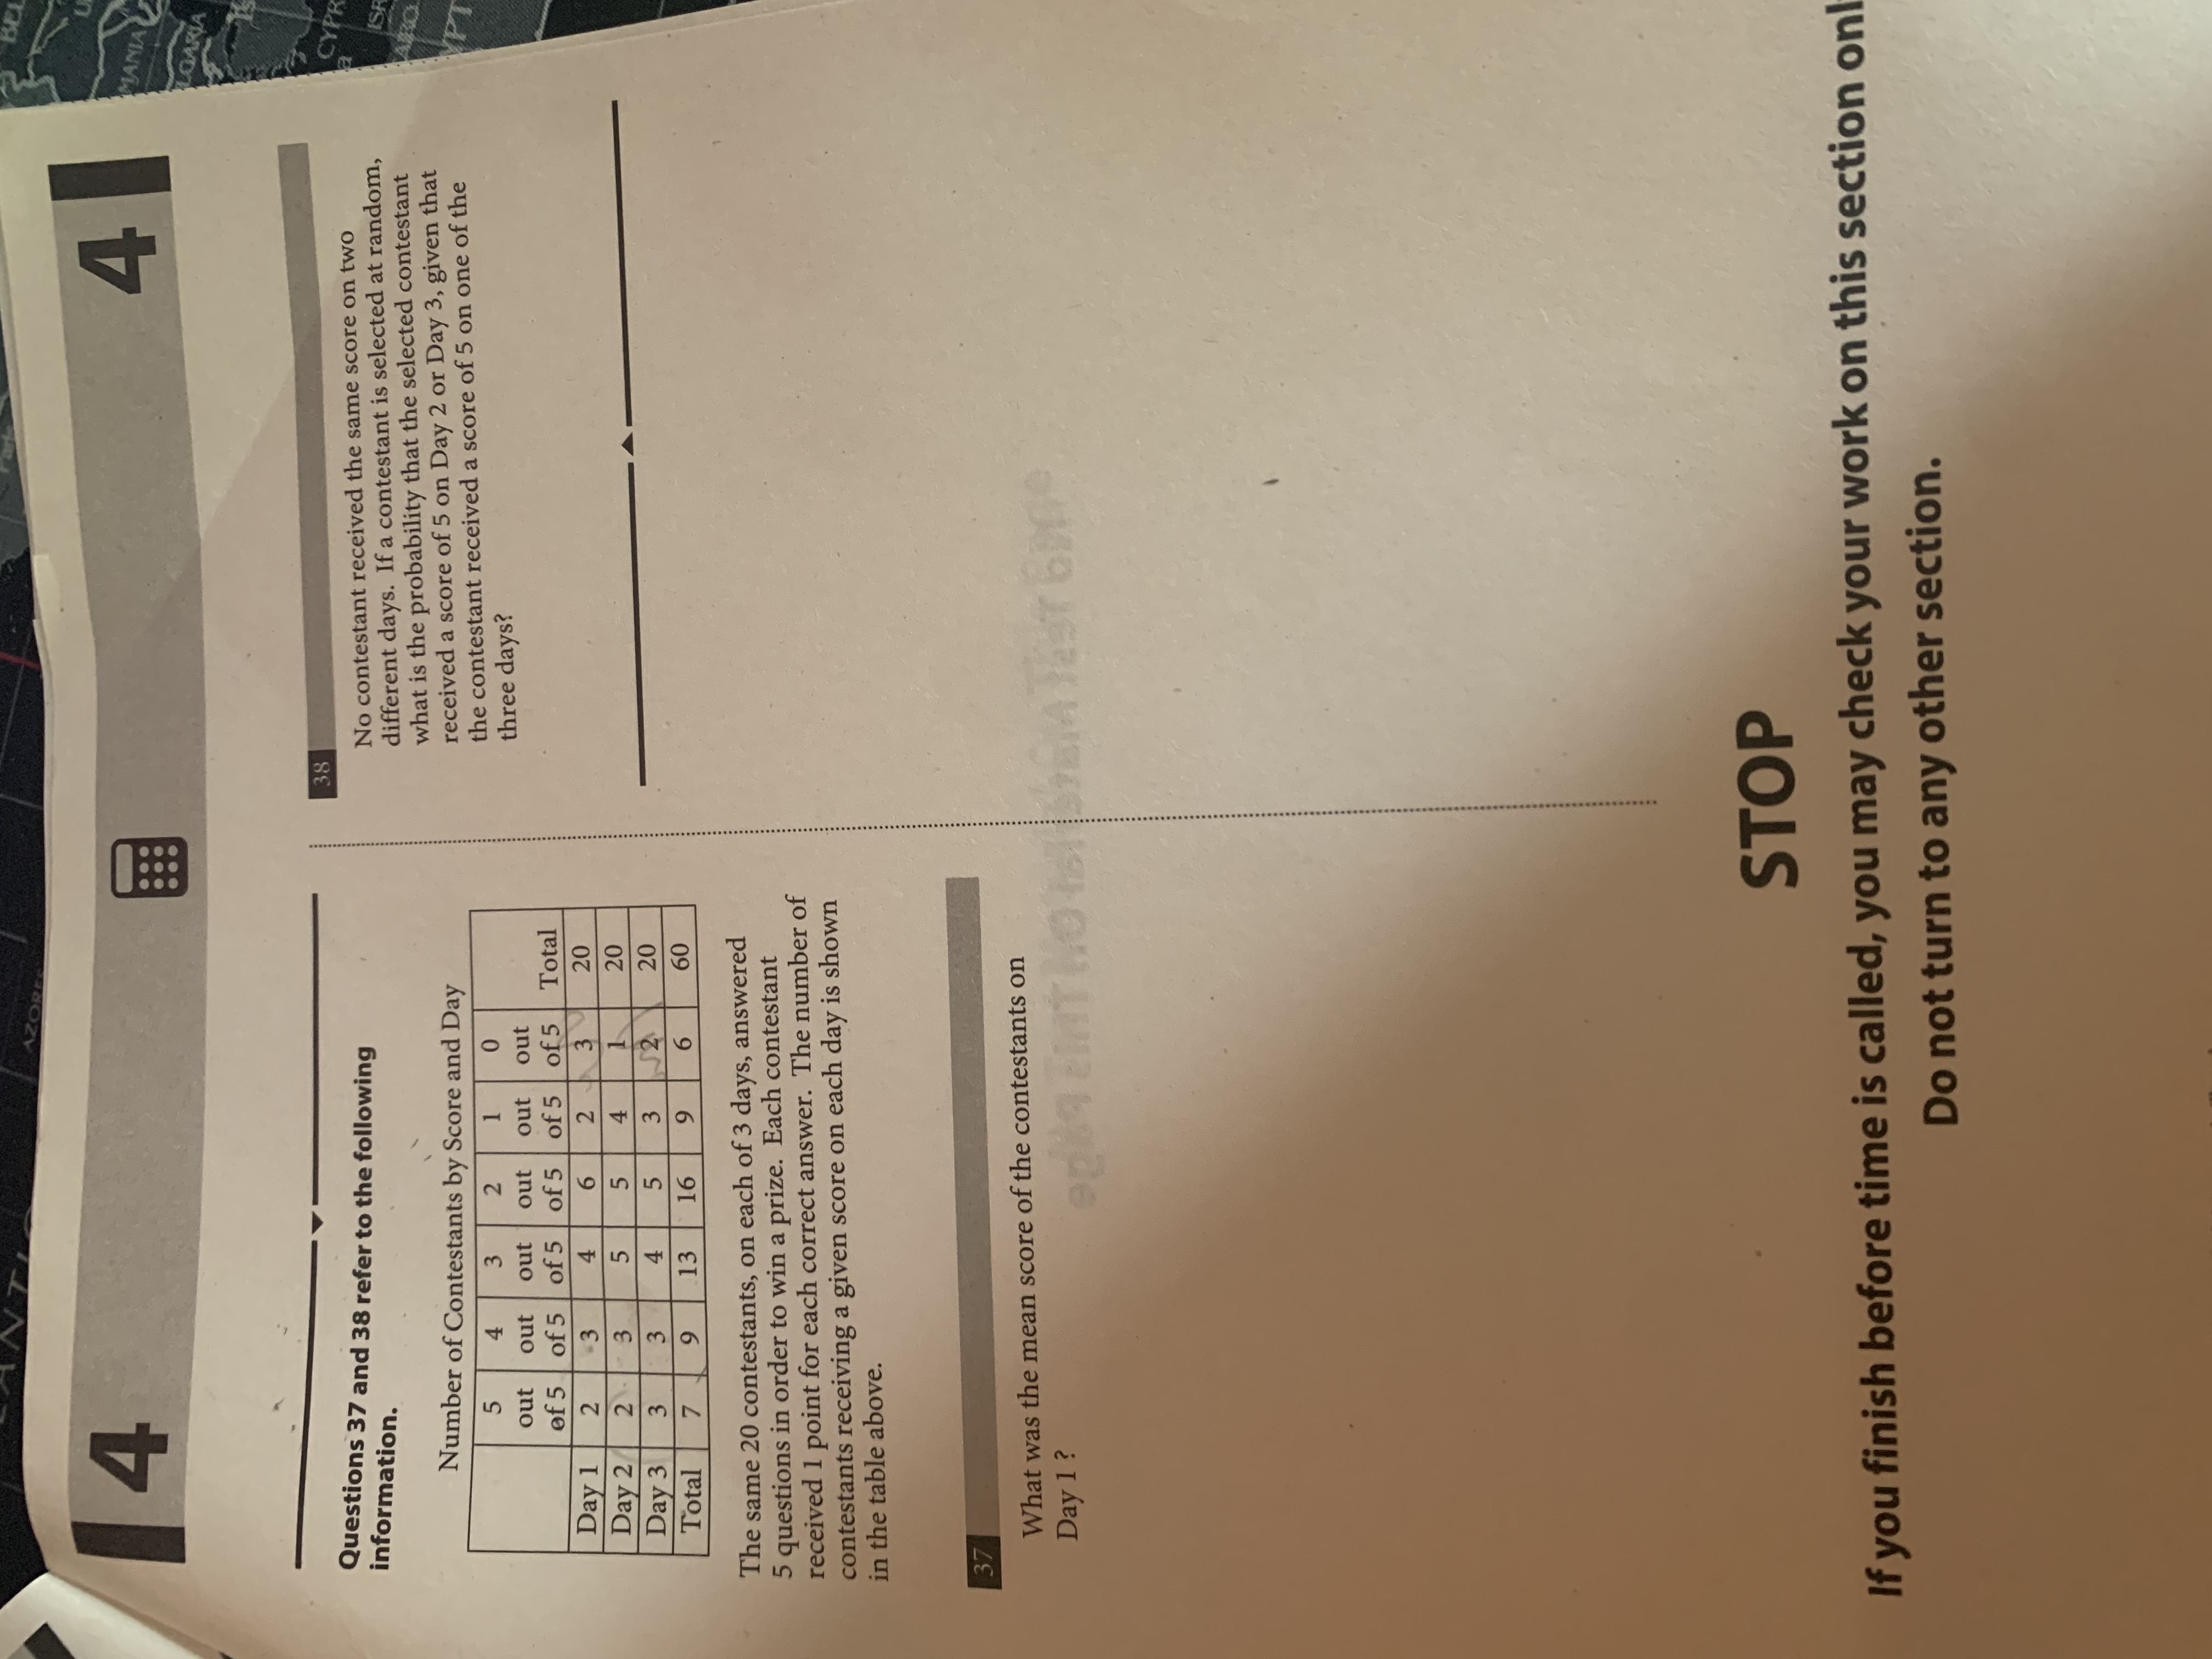 4 4
Questions 37 and 38 refer to the following
information.
Number of Contestants by Score and Day
5 4 3 2 1 0
out out out out out out
of 5 of 5 of 5 of 5 of 5 of 5 Total
Day 1 2 3 4 6 2 3 20
Day 2 2 3 5 5 4 1 20
Day 3 3 3 4 5 3 2 20
Total 7 9 13 16 9 6 60
The same 20 contestants, on each of 3 days, answered
5 questions in order to win a prize. Each contestant
received 1 point for each correct answer. The number of
contestants receiving a given score on each day is shown
in the table above.
37
What was the mean score of the contestants on
Day 1 ?
38
No contestant received the same score on two
different days. If a contestant is selected at random,
what is the probability that the selected contestant
received a score of 5 on Day 2 or Day 3, given that
the contestant received a score of 5 on one of the
three days?
STOP
If you finish before time is called, you may check your work on this section onl
Do not turn to any other section.
AZORES
MANIA
LGARIA
CYPR
ISR